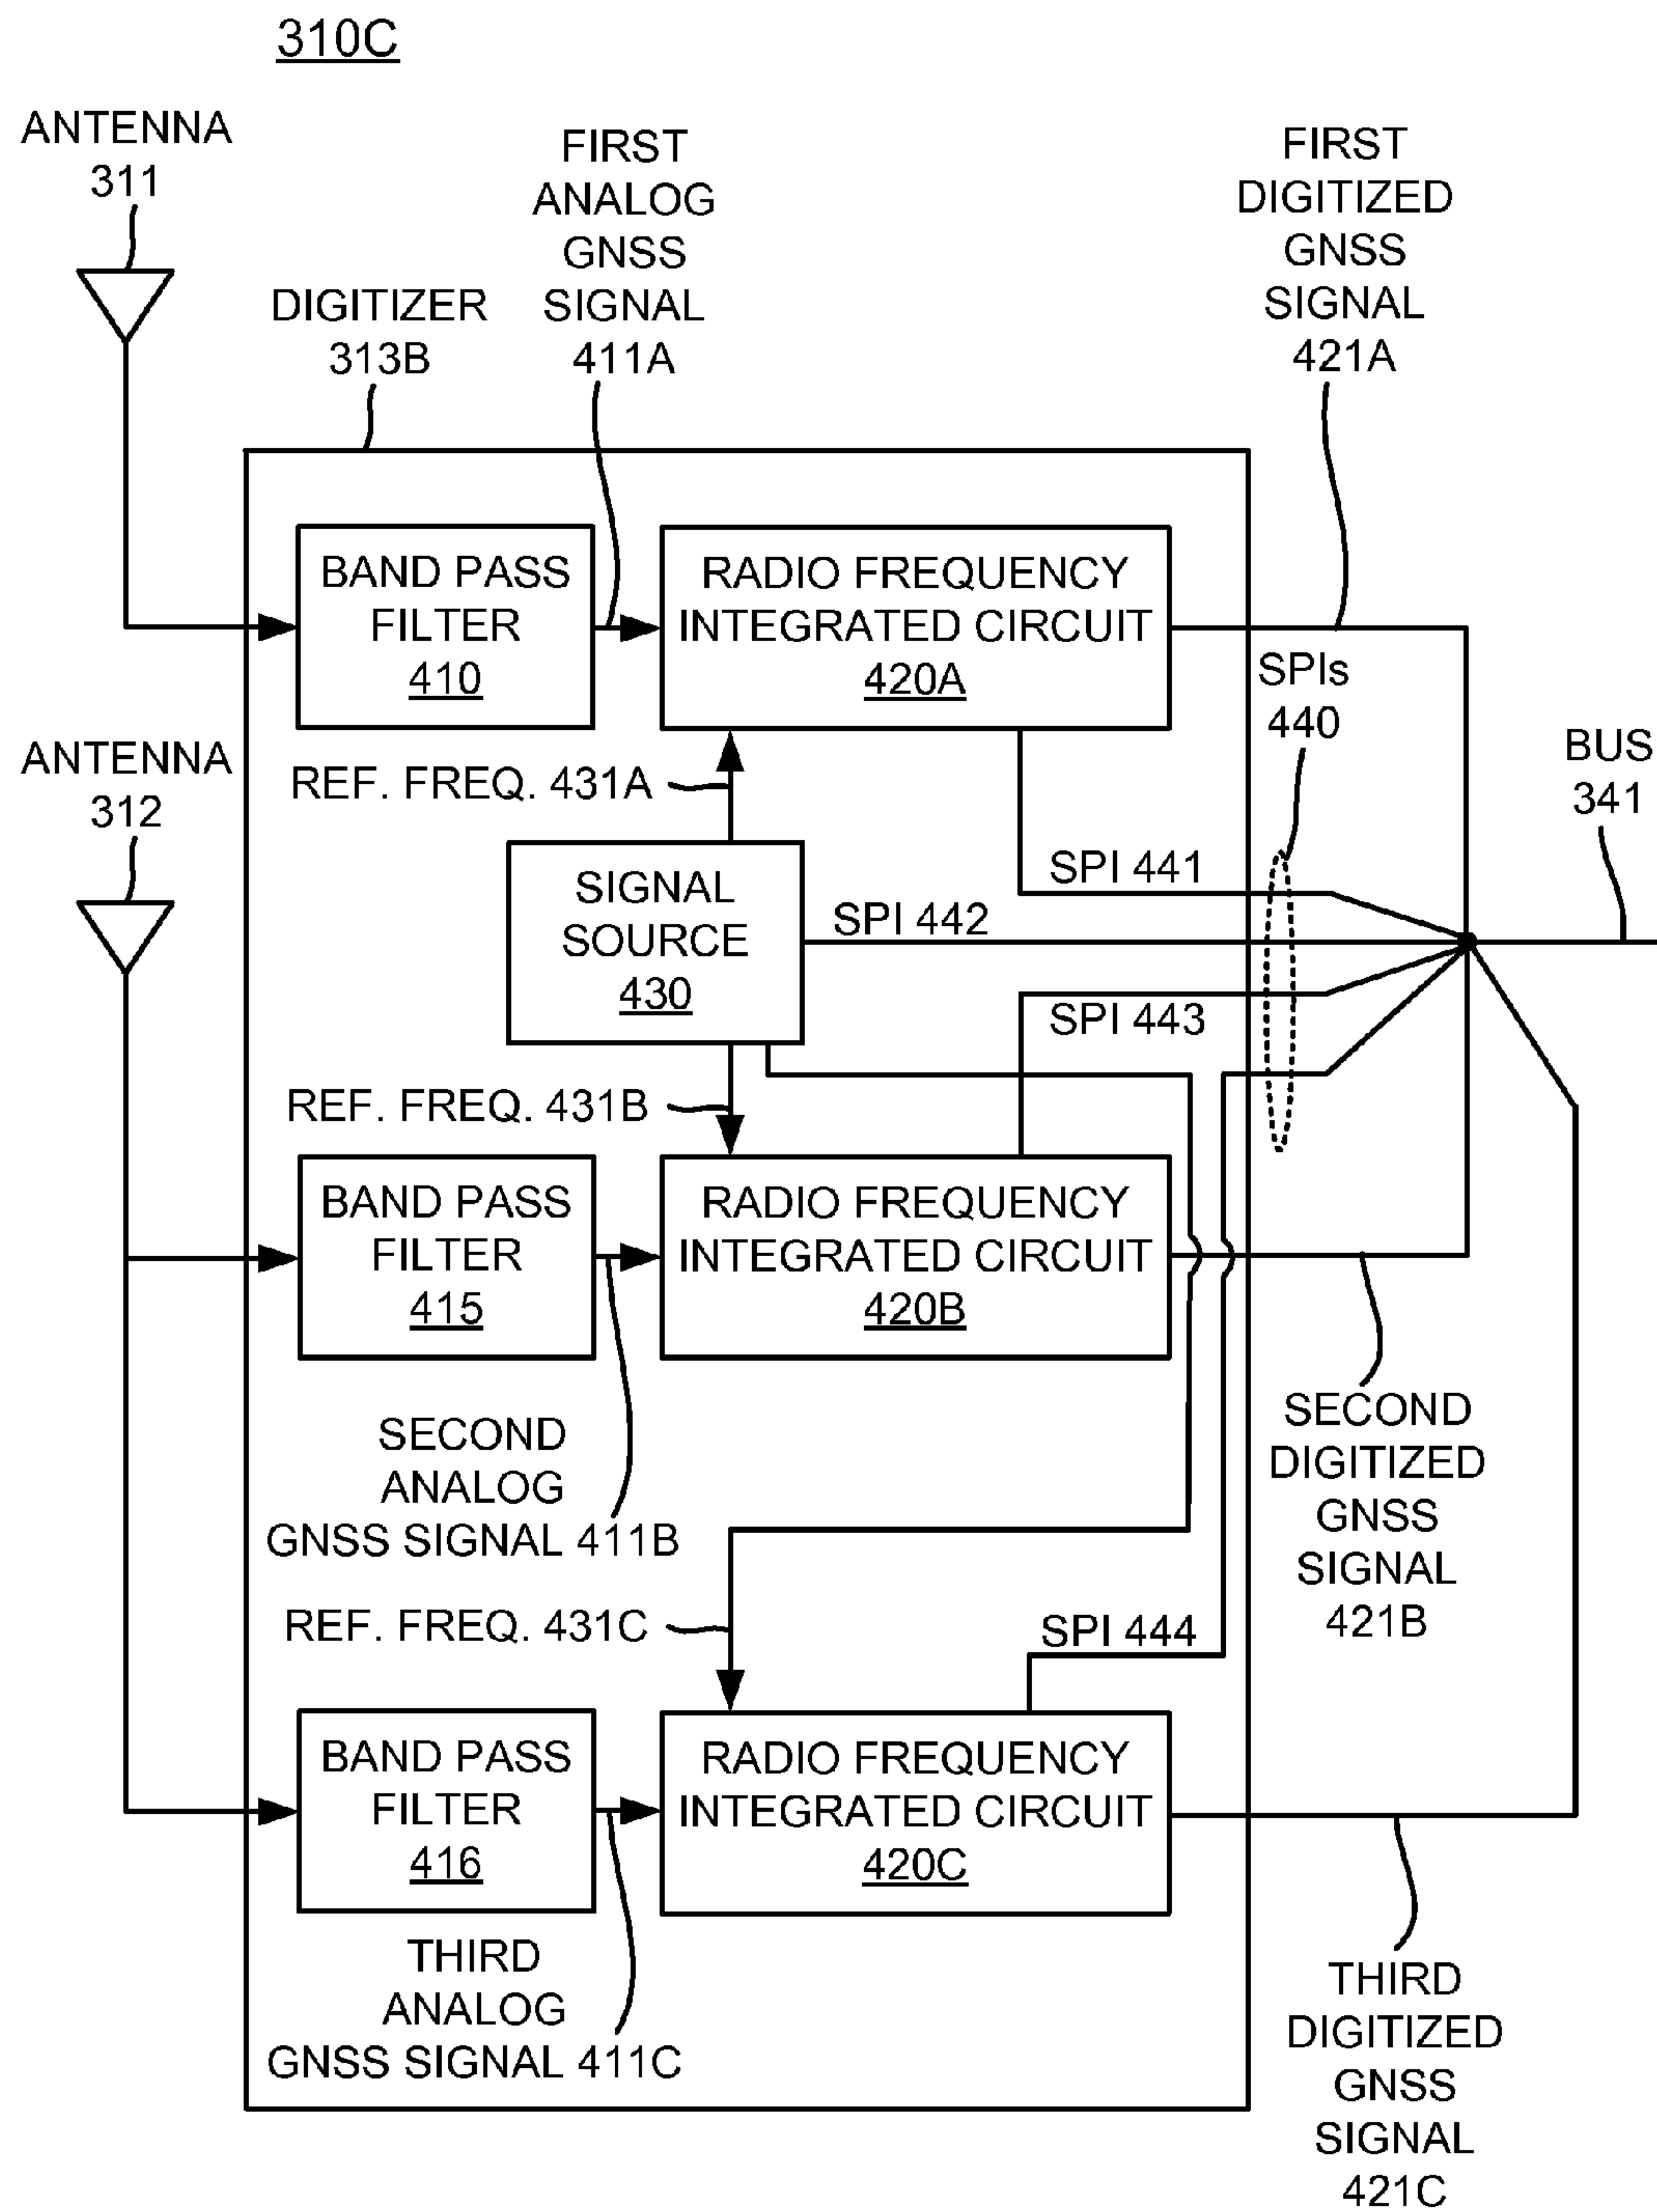 310C
ANTENNA
311
FIRST
ANALOG
GNSS
SIGNAL
411A
FIRST
DIGITIZED
GNSS
SIGNAL
421A
DIGITIZER
313B
BAND PASS
FILTER
410
RADIO FREQUENCY
INTEGRATED CIRCUIT
420A
SPIs
440
BUS
341
ANTENNA
312
REF. FREQ. 431A
SIGNAL
SOURCE
430
SPI 441
SPI 442
SPI 443
REF. FREQ. 431B
BAND PASS
FILTER
415
RADIO FREQUENCY
INTEGRATED CIRCUIT
420B
SECOND
ANALOG
GNSS SIGNAL 411B
SECOND
DIGITIZED
GNSS
SIGNAL
421B
REF. FREQ. 431C
SPI 444
BAND PASS
FILTER
416
RADIO FREQUENCY
INTEGRATED CIRCUIT
420C
THIRD
ANALOG
GNSS SIGNAL 411C
THIRD
DIGITIZED
GNSS
SIGNAL
421C